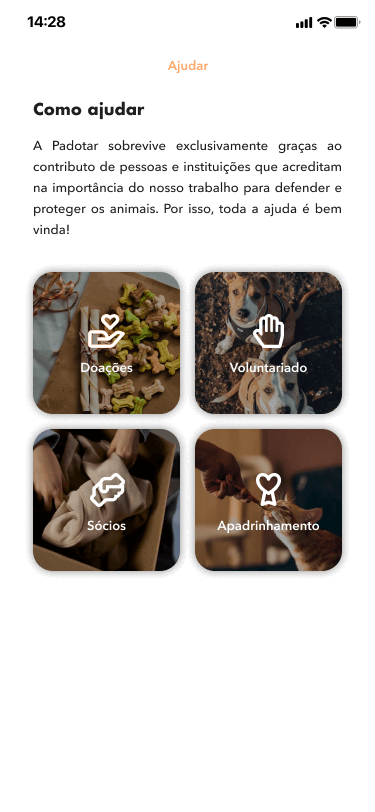 14:28
Ajudar
Como ajudar
A Padotar sobrevive exclusivamente graças ao
contributo de pessoas e instituições que acreditam
na importância do nosso trabalho para defender e
proteger os animais. Por isso, toda a ajuda é bem
vinda!
Doações
Voluntariado
Sócios
Apadrinhamento